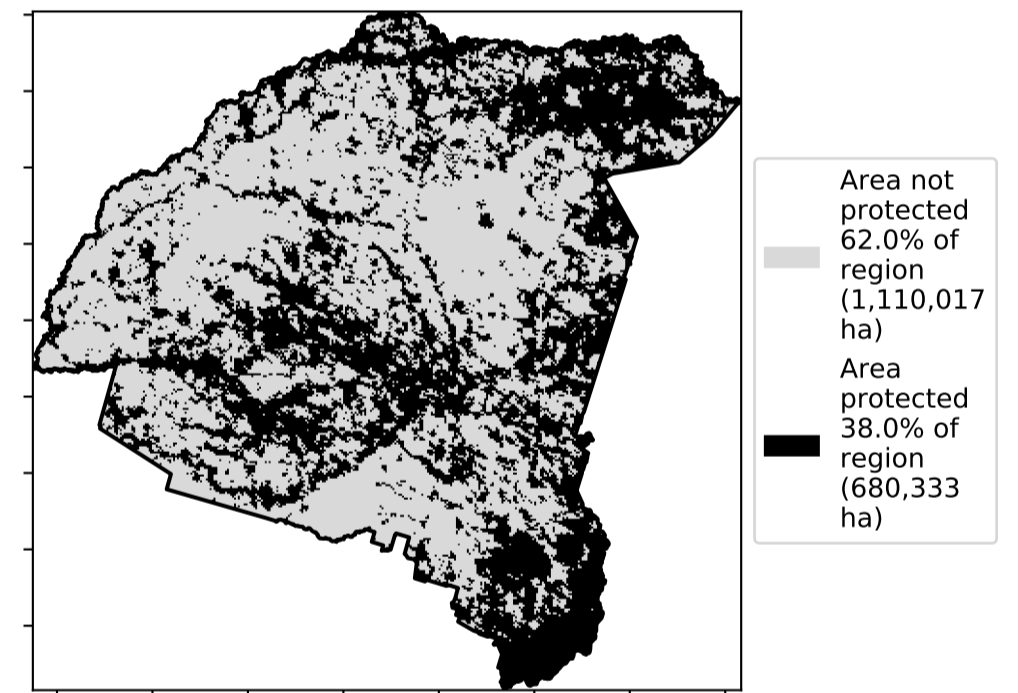 Area not
protected
62.0% of
region
(1,110,017
ha)
Area
protected
38.0% of
region
(680,333
ha)